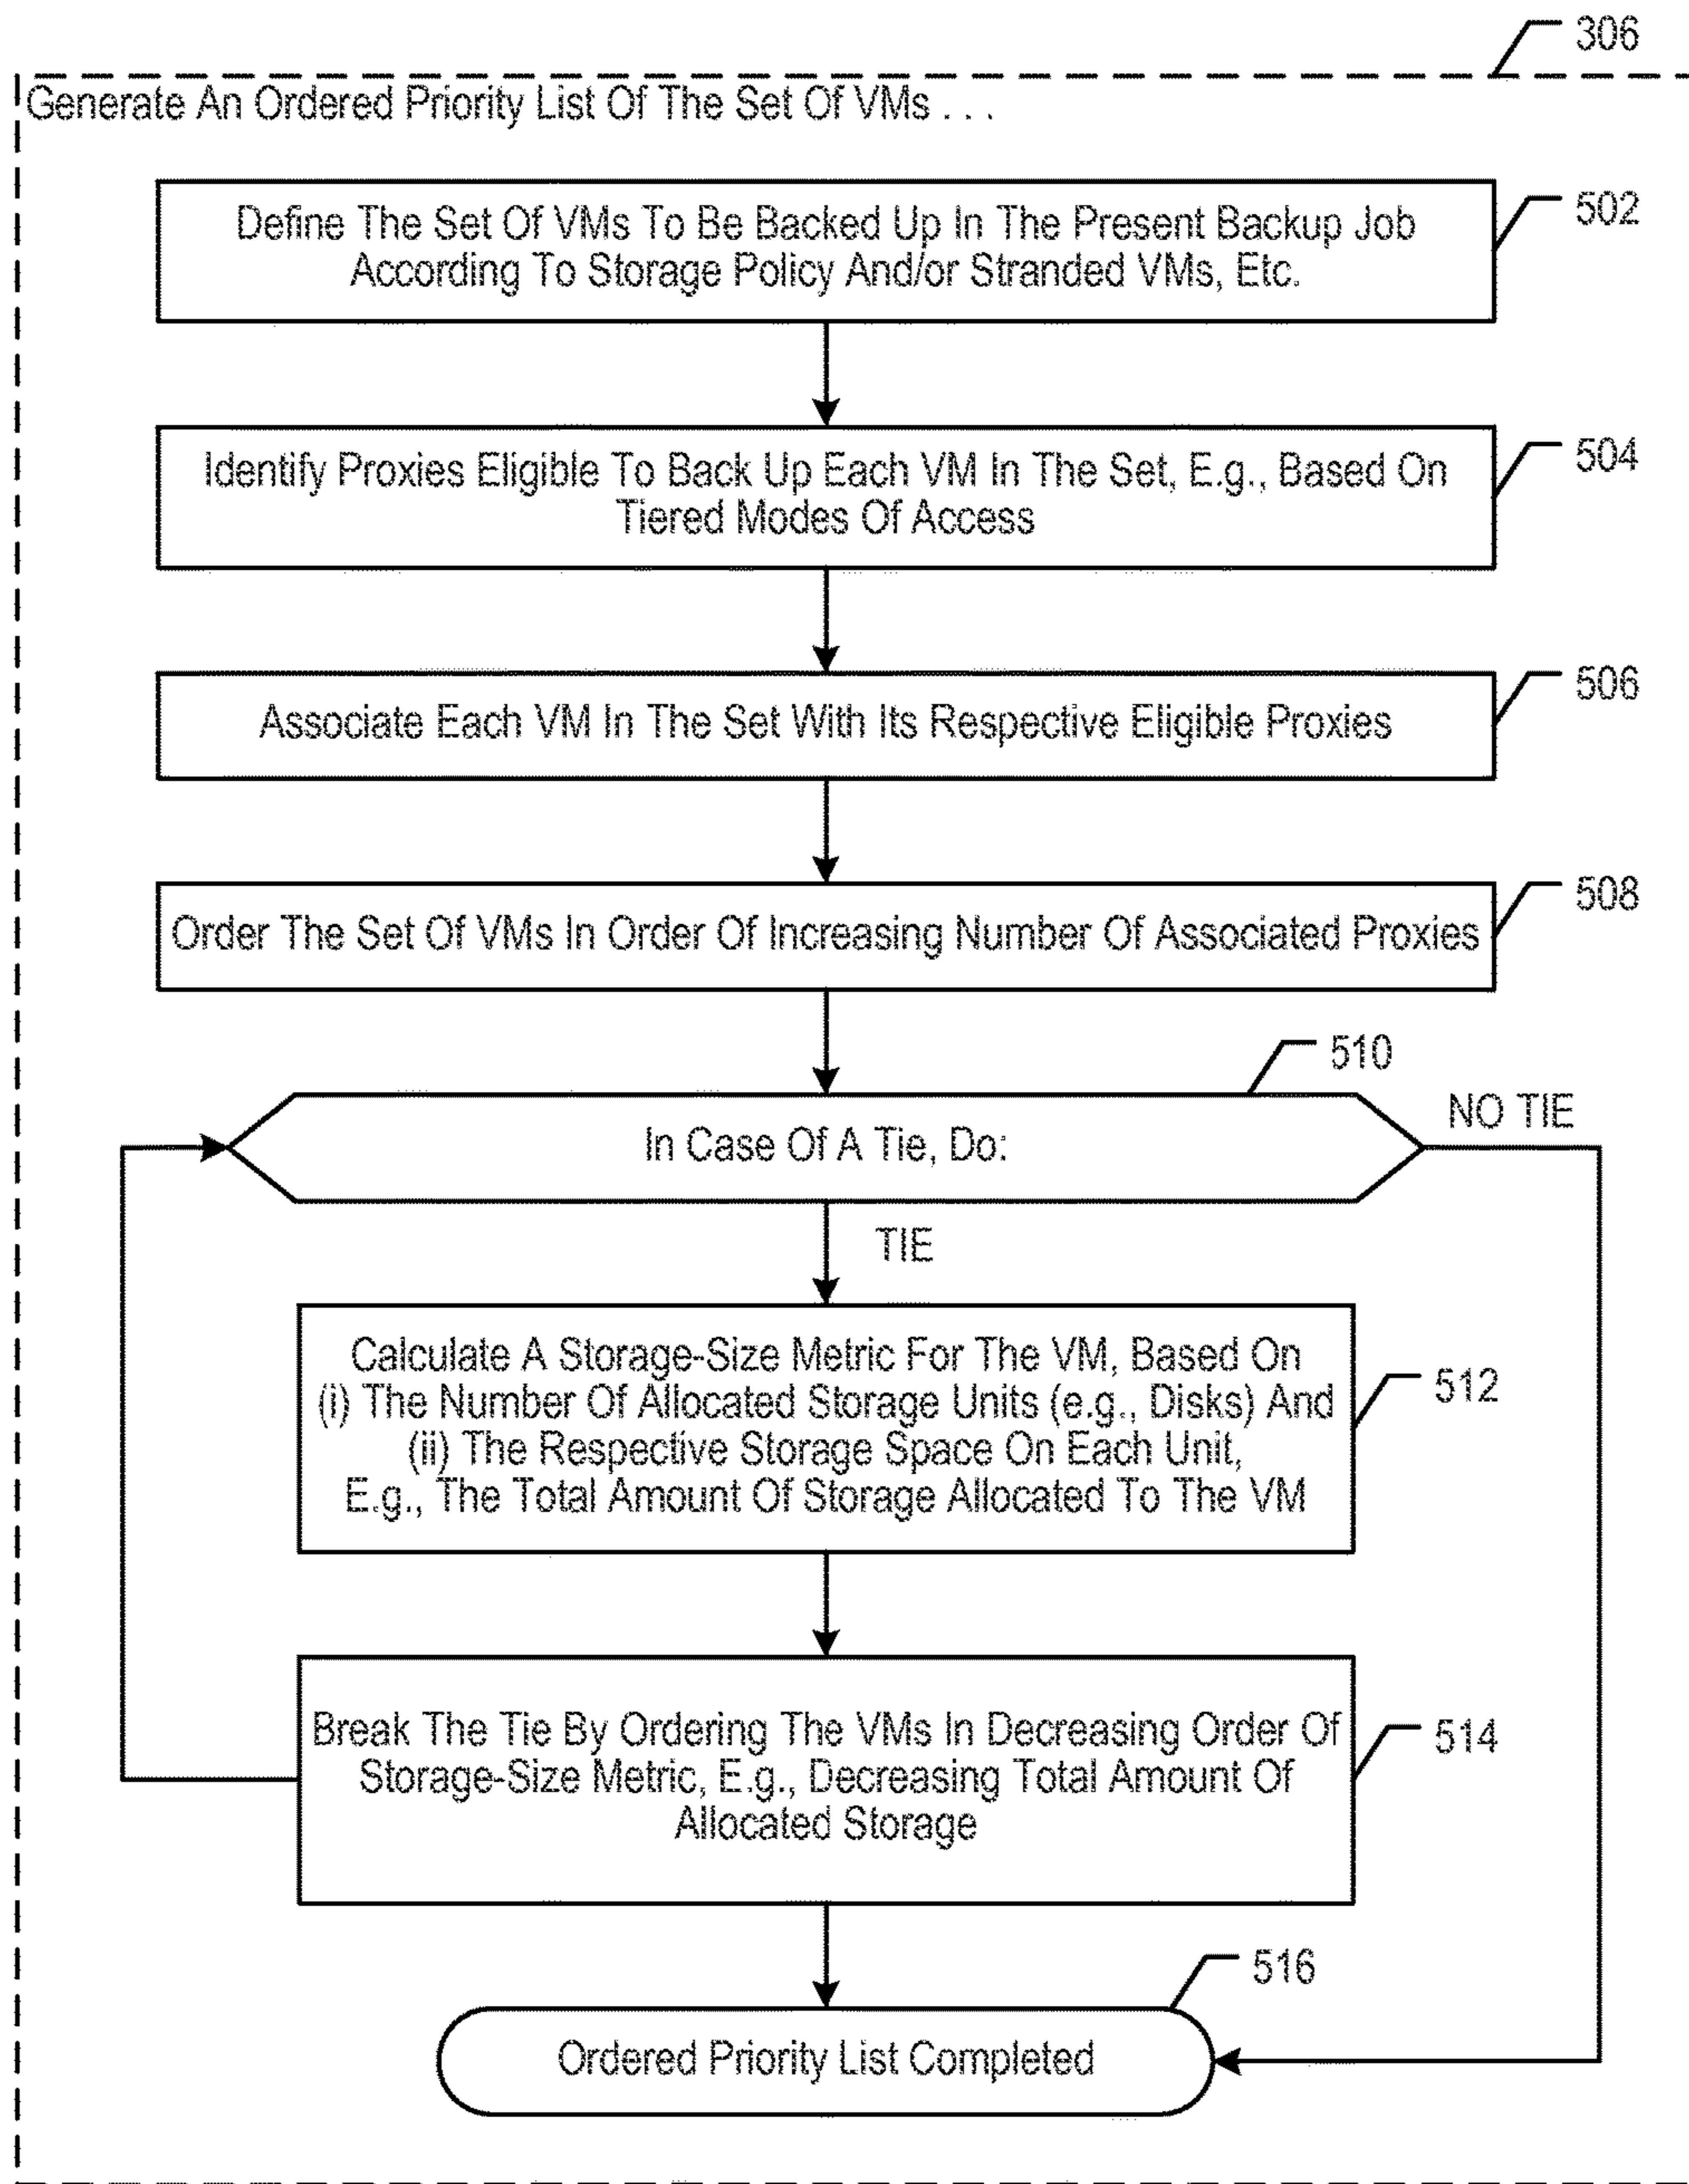 306
Generate An Ordered Priority List Of The Set Of VMs . . .
Define The Set Of VMs To Be Backed Up In The Present Backup Job
According To Storage Policy And/or Stranded VMs, Etc.
502
Identify Proxies Eligible To Back Up Each VM In The Set, E.g., Based On
Tiered Modes Of Access
504
Associate Each VM In The Set With Its Respective Eligible Proxies
506
Order The Set Of VMs In Order Of Increasing Number Of Associated Proxies
508
510
In Case Of A Tie, Do:
NO TIE
TIE
Calculate A Storage-Size Metric For The VM, Based On
(i) The Number Of Allocated Storage Units (e.g., Disks) And
(ii) The Respective Storage Space On Each Unit,
E.g., The Total Amount Of Storage Allocated To The VM
512
Break The Tie By Ordering The VMs In Decreasing Order Of
Storage-Size Metric, E.g., Decreasing Total Amount Of
Allocated Storage
514
516
Ordered Priority List Completed